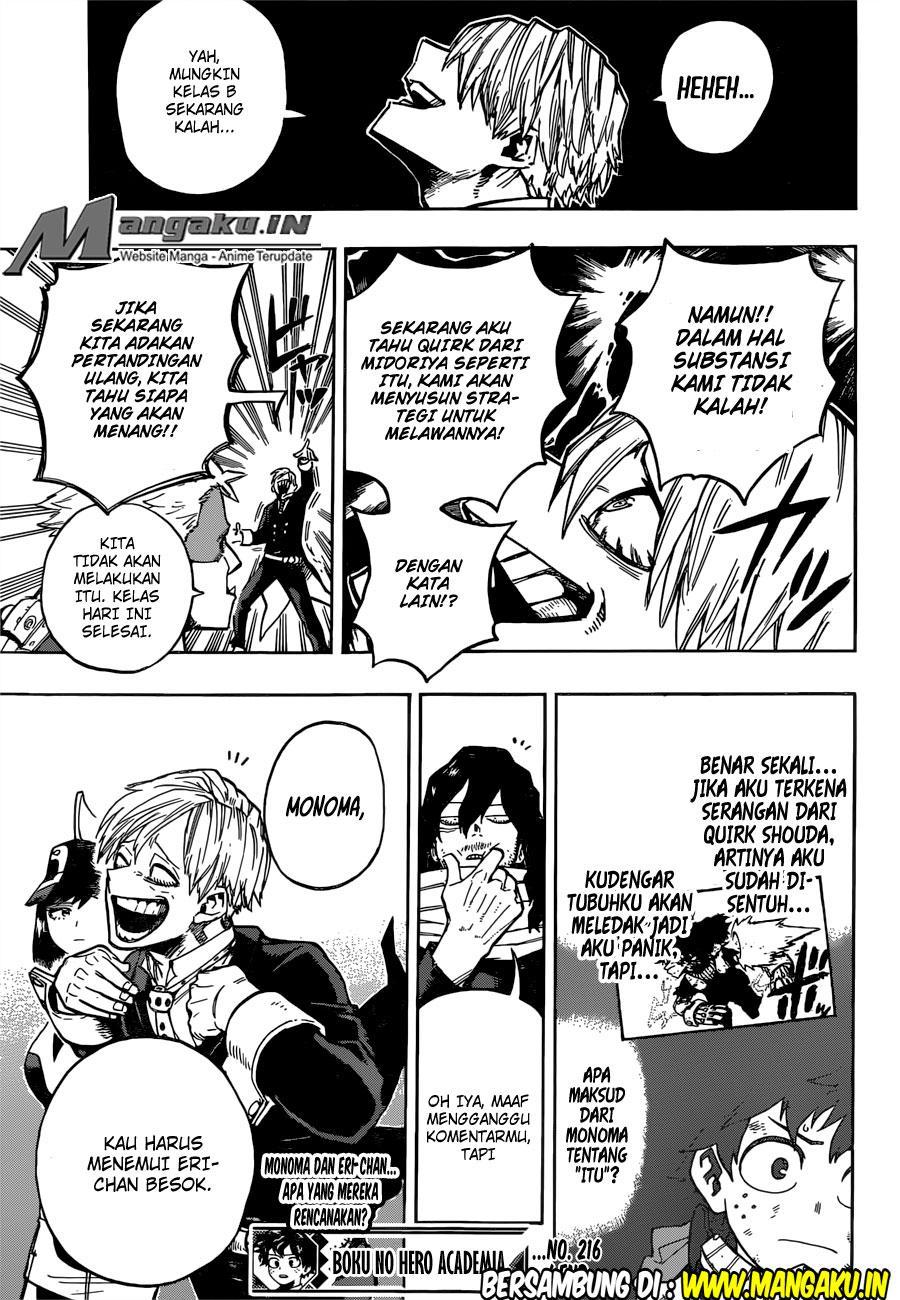 HEHEH...
YAH,
MUNGKIN
KELAS B
SEKARANG
KALAH...
Mangaku.in
Website Manga - Anime Terupdate
NAMUN!!
DALAM HAL
SUBSTANSI
KAMI TIDAK
KALAH!
SEKARANG AKU
TAHU QUIRK DARI
MIDORIYA SEPERTI
ITU, KAMI AKAN
MENYUSUN STRA-
TEGI UNTUK
MELAWANNYA!
DENGAN
KATA
LAIN!?
JIKA
SEKARANG
KITA ADAKAN
PERTANDINGAN
ULANG, KITA
TAHU SIAPA
YANG AKAN
MENANG!!
KITA
TIDAK AKAN
MELAKUKAN
ITU. KELAS
HARI INI
SELESAI.
BENAR SEKALI...
JIKA AKU TERKENA
SERANGAN DARI
QUIRK SHOUDA,
ARTINYA AKU
SUDAH DI-
SENTUH...
KUDENGAR
TUBUHKU AKAN
MELEDAK JADI
AKU PANIK,
TAPI...
APA
MAKSUD
DARI
MONOMA
TENTANG
"ITU"?
OH IYA, MAAF
MENGGANGGU
KOMENTARMU,
TAPI
MONOMA,
KAU HARUS
MENEMUI ERI-
CHAN BESOK.
MONOMA DAN ERI-CHAN...
APA YANG MEREKA
RENCANAKAN?
BOKU NO HERO ACADEMIA
...NO. 216
BERSAMBUNG DI : WWW.MANGAKU.IN